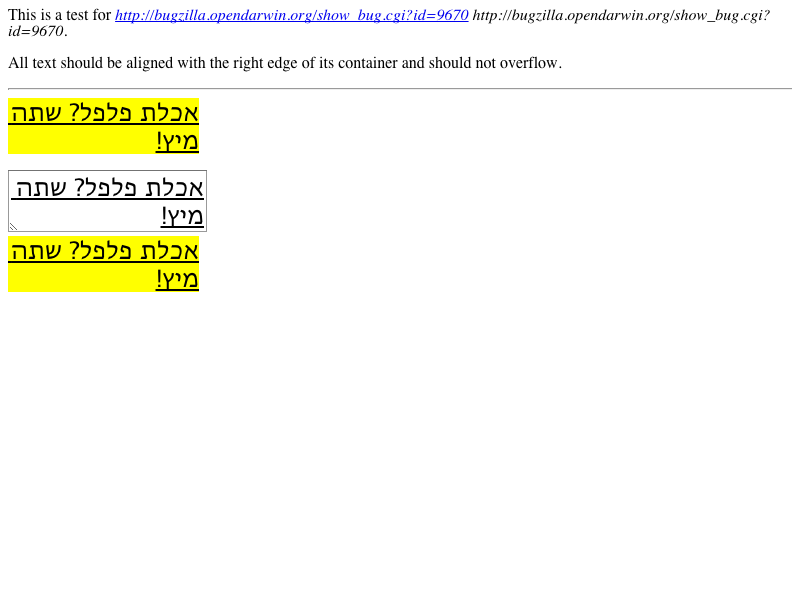 This is a test for http://bugzilla.opendarwin.org/show_bug.cgi?id=9670 http://bugzilla.opendarwin.org/show_bug.cgi?
id=9670.
All text should be aligned with the right edge of its container and should not overflow.
אכלת פלפל? שתה
מיץ!
אכלת פלפל? שתה
מיץ!
אכלת פלפל? שתה
מיץ!